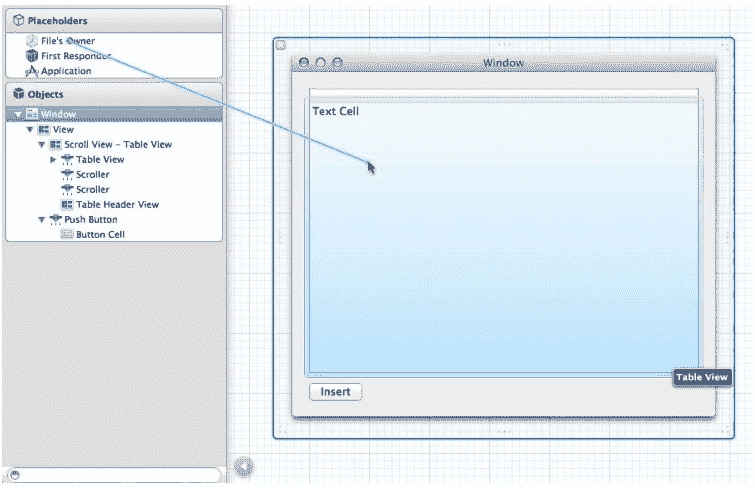 Placeholders
File's Owner
First Responder
Application
Objects
Window
View
Scroll View - Table View
Table View
Scroller
Scroller
Table Header View
Push Button
Button Cell
Window
Text Cell
Table View
Insert